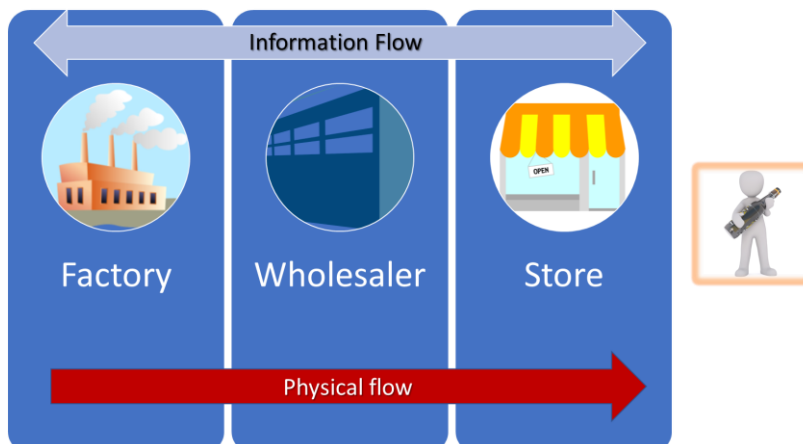 Information Flow
OPEN
Factory
Wholesaler
Store
Physical flow